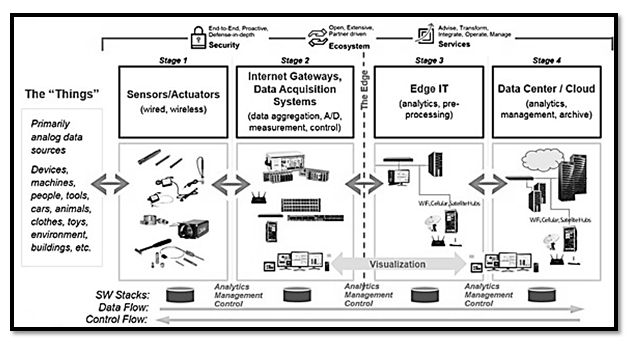 End-to-End, Proactive,
Defense-in-depth
Security
Open, Extensive,
Partner driven
Ecosystem
Advise, Transform,
Integrate, Operate, Manage
Services
Stage 1
Stage 2
Stage 3
Stage 4
The "Things"
Primarily
analog data
sources
Devices,
machines,
people, tools,
cars, animals,
clothes, toys,
environment,
buildings, etc.
Sensors/Actuators
(wired, wireless)
Internet Gateways,
Data Acquisition
Systems
(data aggregation, A/D,
measurement, control)
The Edge
Edge IT
(analytics, pre-
processing)
Data Center / Cloud
(analytics,
management, archive)
WiFi, Cellular, Satellite Hubs
WiFi, Cellular, Satellite Hubs
Visualization
SW Stacks:
Analytics
Management
Control
Analytics
Management
Control
Analytics
Management
Control
Data Flow:
Control Flow: